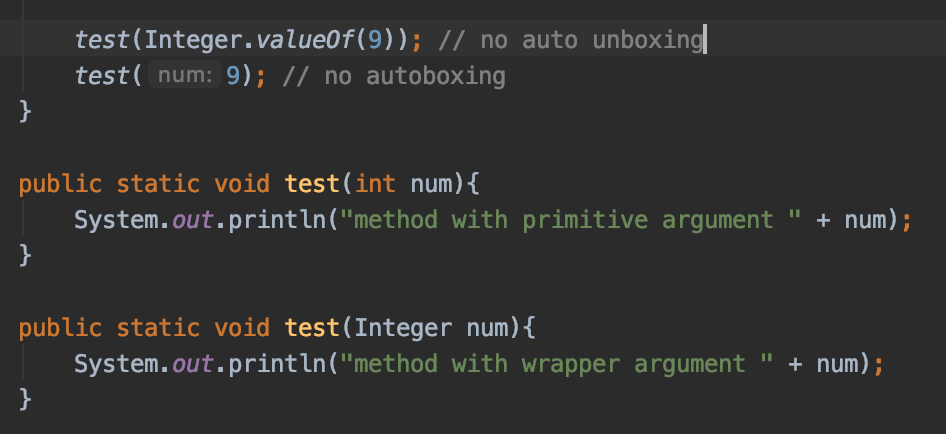 test(Integer.valueOf(9)); // no auto unboxing
test( num: 9); // no autoboxing
}
public static void test(int num){
System.out.println("method with primitive argument " + num);
}
public static void test(Integer num){
System.out.println("method with wrapper argument " + num);
}